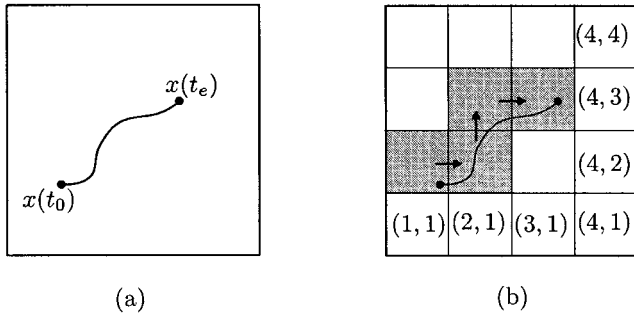 x(t_e)
x(t_0)
(a)
(4, 4)
(4, 3)
(4, 2)
(1, 1) (2, 1) (3, 1) (4, 1)
(b)